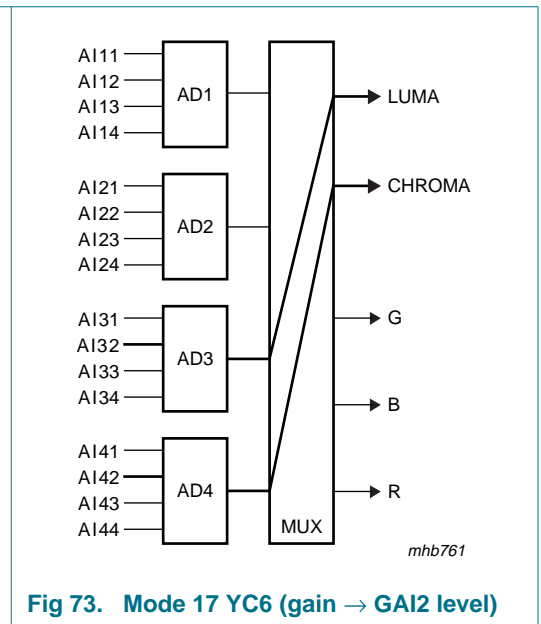 AI11
AI12
AI13
AI14
AD1
AI21
AI22
AI23
AI24
AD2
AI31
AI32
AI33
AI34
AD3
AI41
AI42
AI43
AI44
AD4
MUX
LUMA
CHROMA
G
B
R
mhb761
Fig 73. Mode 17 YC6 (gain → GAI2 level)